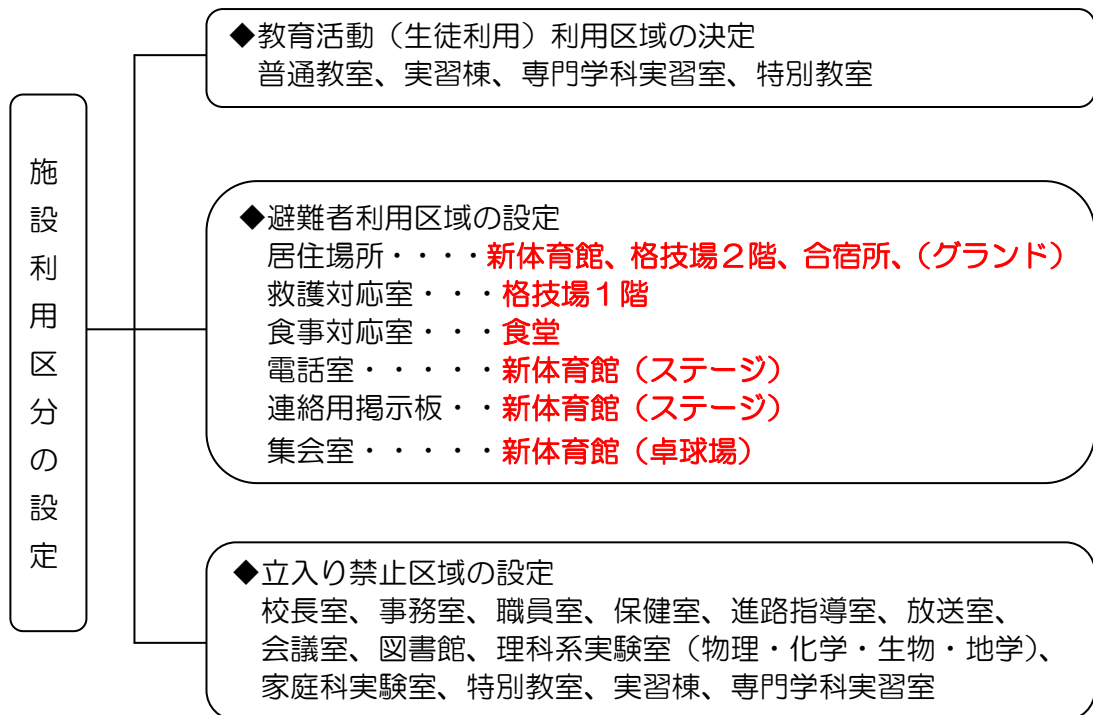 施設利用区分の設定
◆教育活動（生徒利用）利用区域の決定
普通教室、実習棟、専門学科実習室、特別教室
◆避難者利用区域の設定
居住場所・・・・新体育館、格技場２階、合宿所、（グランド）
救護対応室・・・格技場１階
食事対応室・・・食堂
電話室・・・・・新体育館（ステージ）
連絡用掲示板・・新体育館（ステージ）
集会室・・・・・新体育館（卓球場）
◆立入り禁止区域の設定
校長室、事務室、職員室、保健室、進路指導室、放送室、
会議室、図書館、理科系実験室（物理・化学・生物・地学）、
家庭科実験室、特別教室、実習棟、専門学科実習室